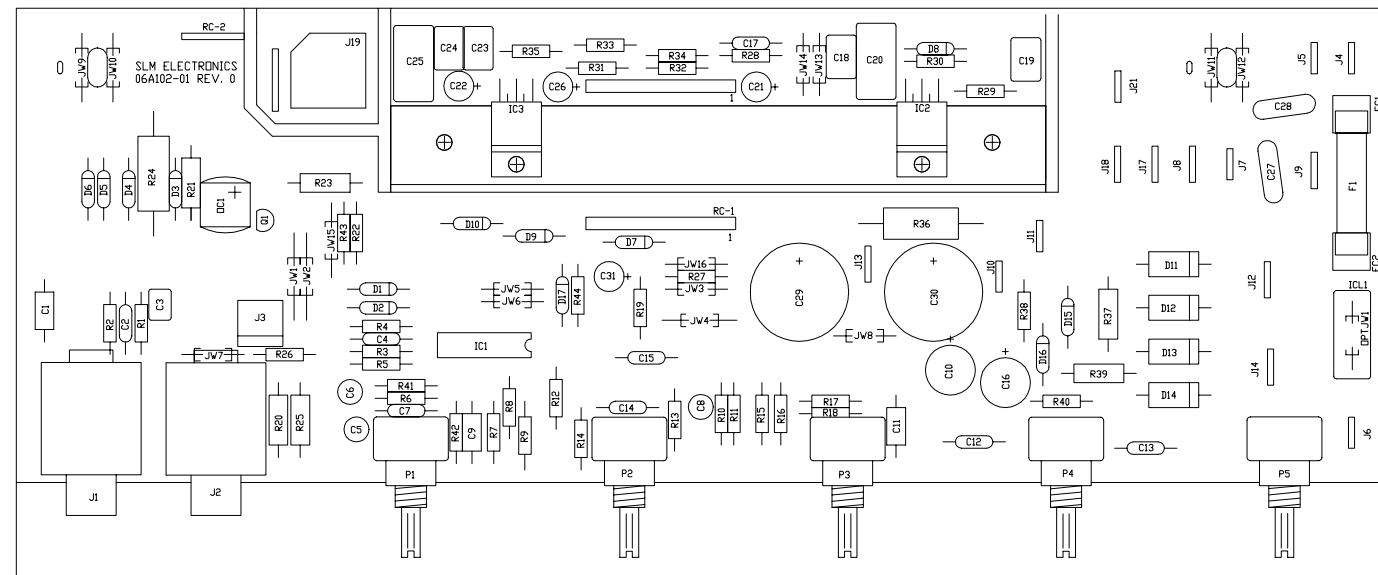 RC-2
JW9
JW10
SLM ELECTRONICS
06A102-01 REV. 0
J19
C25
C24
C23
R35
R33
R34
R32
R31
C22
+
C26
+
C17
R28
C21
+
1
JW14
JW13
C18
C20
D8
R30
C19
R29
IC3
IC2
J21
JW11
JW12
J5
J4
C28
FC1
D6
D5
D4
R24
D3
R21
+
DC1
Q1
R23
JW15
R43
R22
J18
J17
J8
J7
C27
J9
F1
FC2
D10
D9
D7
RC-1
1
R36
J11
JW1
JW2
C1
R2
C2
R1
C3
J3
D1
D2
R4
C4
R3
R5
JW5
JW6
D17
R44
C31
+
R19
JW16
R27
JW3
JW4
IC1
C15
+
C29
J13
+
C30
J10
JW8
R38
D15
R37
D11
D12
D13
D14
J12
ICL1
OPTJW1
JW7
R26
C6
R41
R6
C7
C5
R20
R25
R42
C9
R7
R8
R9
R12
R14
C14
R13
C8
R10
R11
R15
R16
R17
R18
C11
+
C10
+
C16
D16
R39
R40
C12
C13
J14
J6
J1
J2
P1
P2
P3
P4
P5